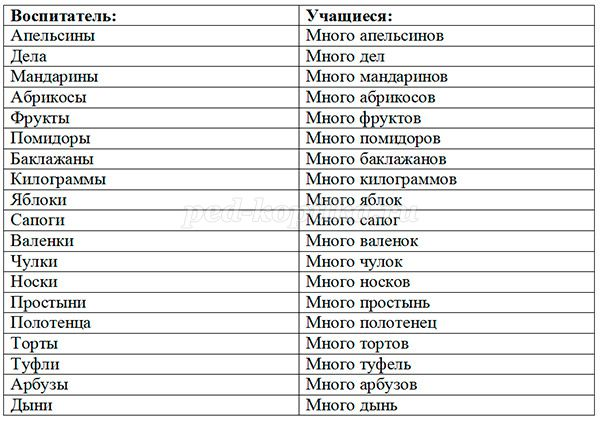 Воспитатель: Учащиеся:
Апельсины Много апельсинов
Дела Много дел
Мандарины Много мандаринов
Абрикосы Много абрикосов
Фрукты Много фруктов
Помидоры Много помидоров
Баклажаны Много баклажанов
Килограммы Много килограммов
Яблоки Много яблок
Сапоги Много сапог
Валенки Много валенок
Чулки Много чулок
Носки Много носков
Простыни Много простынь
Полотенца Много полотенец
Торты Много тортов
Туфли Много туфель
Арбузы Много арбузов
Дыни Много дынь